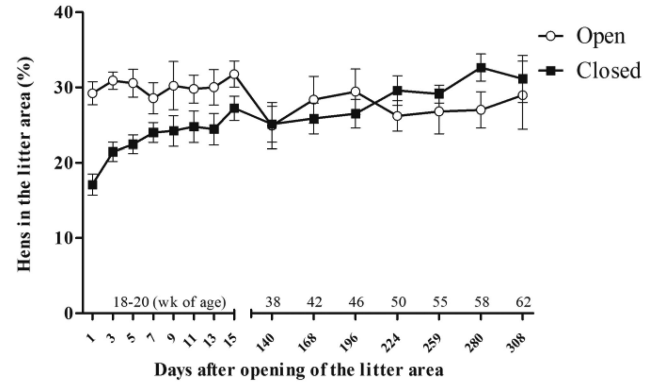 Open
Closed
Hens in the litter area (%)
40
30
20
10
0
18-20 (wk of age) 38 42 46 50 55 58 62
1 3 5 7 9 11 13 15 140 168 196 224 259 280 308
Days after opening of the litter area